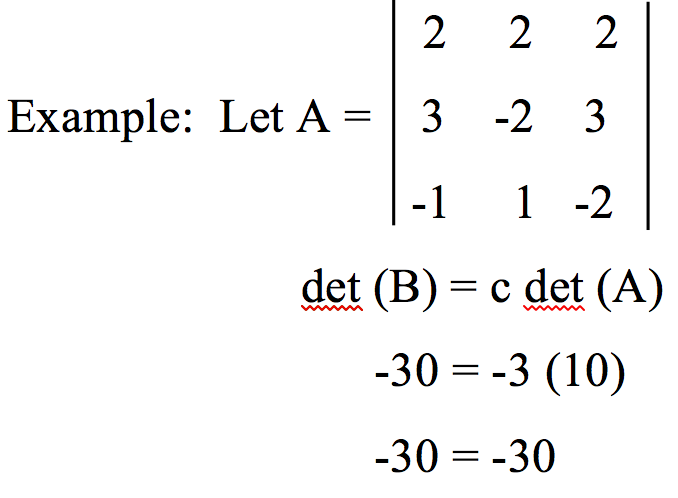 2 2 2
Example: Let A = 3 -2 3
-1 1 -2
det (B) = c det (A)
-30 = -3 (10)
-30 = -30